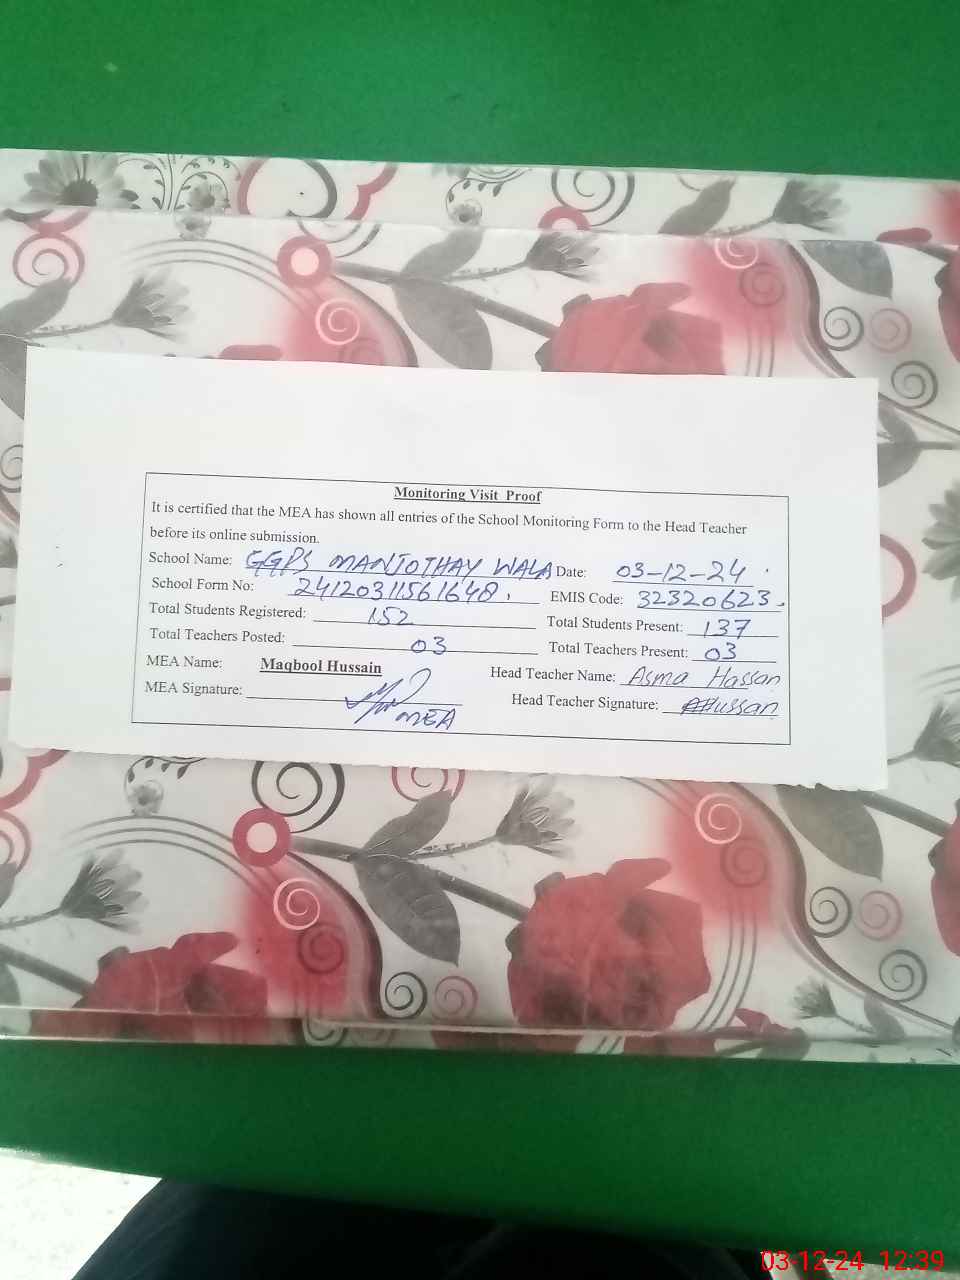 Monitoring Visit Proof
It is certified that the MEA has shown all entries of the School Monitoring Form to the Head Teacher
before its online submission.
School Name: GGPS MANJOTHAY WALA Date: 03-12-24
School Form No: 24120311561648. EMIS Code: 32320623.
Total Students Registered: 152 Total Students Present: 137
Total Teachers Posted: 03 Total Teachers Present: 03
MEA Name: Maqbool Hussain Head Teacher Name: Asma Hassan
MEA Signature: MEA Head Teacher Signature:
03-12-24 12:39